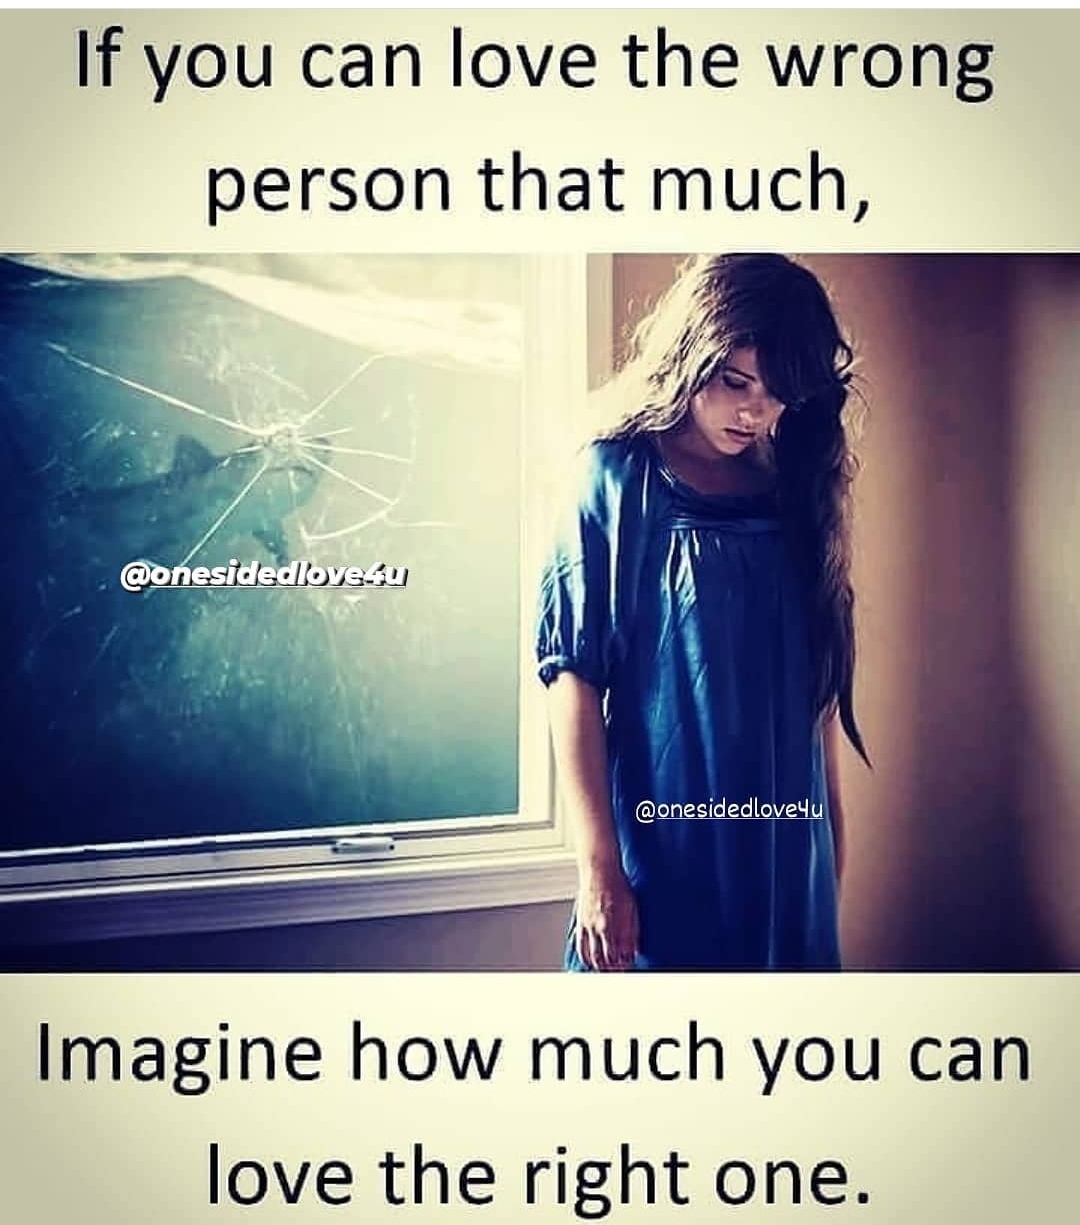 If you can love the wrong
person that much,
@onesidedlove4u
@onesidedlove4u
Imagine how much you can
love the right one.